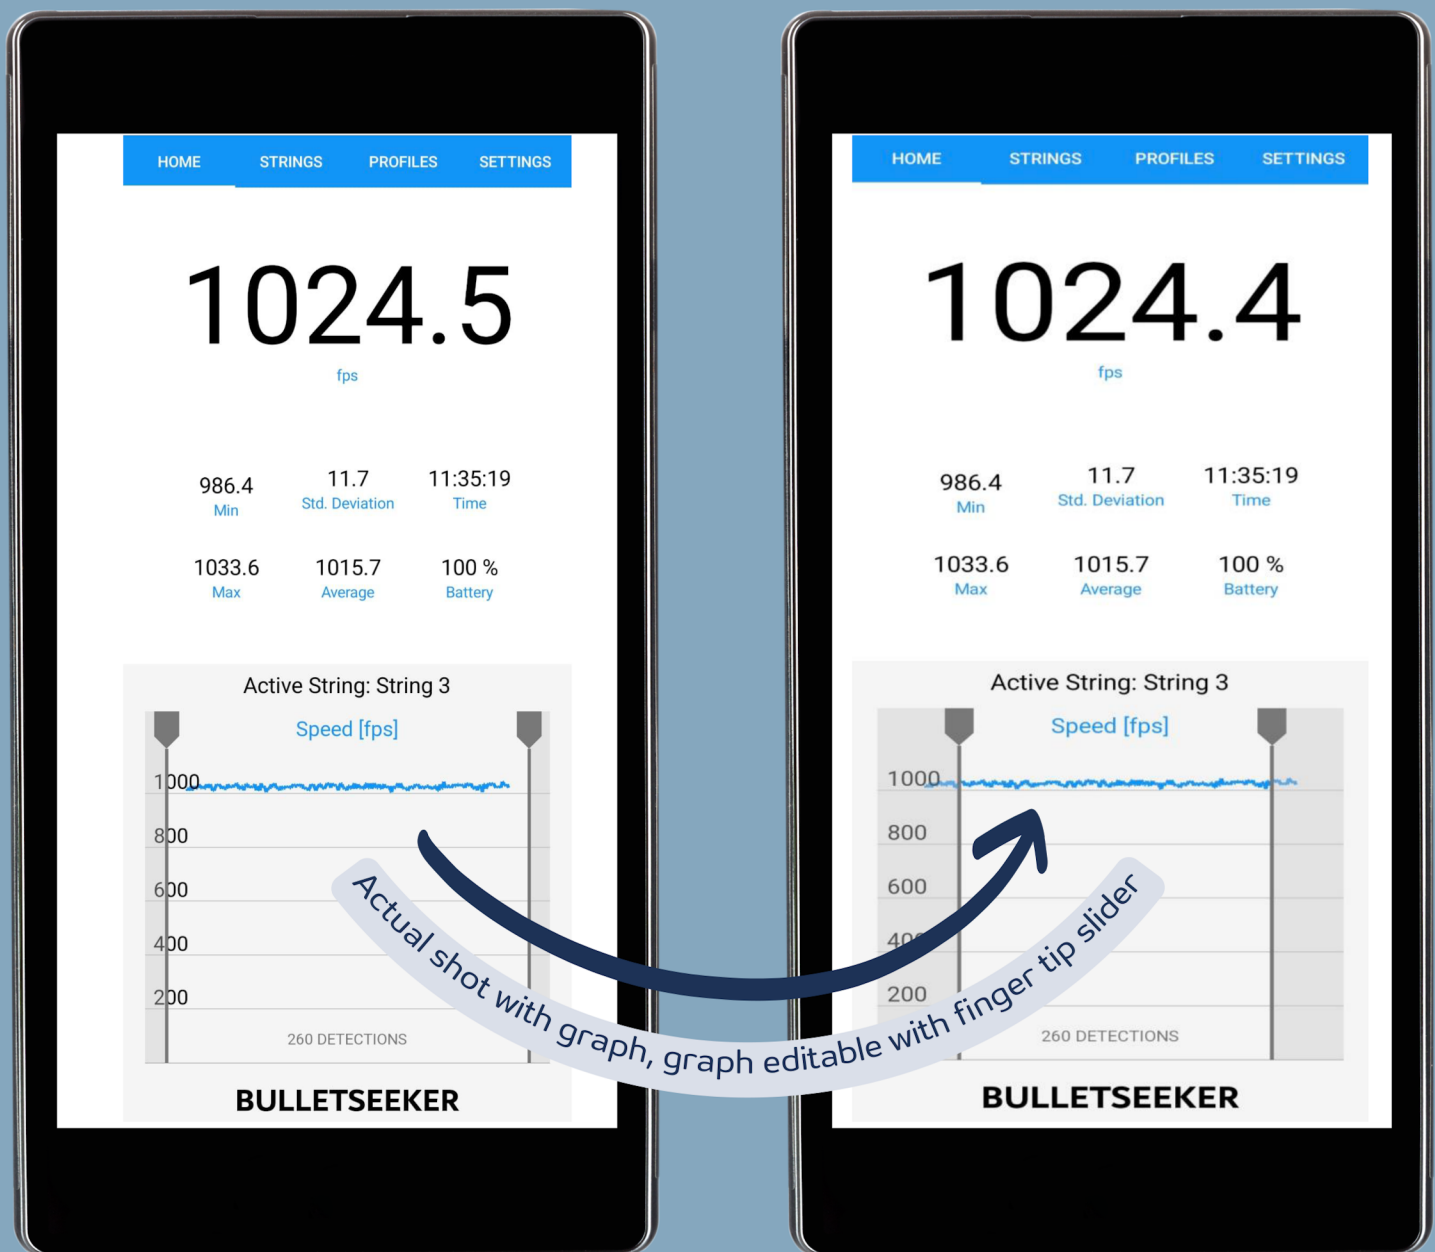 HOME STRINGS PROFILES SETTINGS
1024.5
fps
986.4 11.7 11:35:19
Min Std. Deviation Time
1033.6 1015.7 100 %
Max Average Battery
Active String: String 3
Speed [fps]
1000
800
600
400
200
260 DETECTIONS
BULLETSEEKER
HOME STRINGS PROFILES SETTINGS
1024.4
fps
986.4 11.7 11:35:19
Min Std. Deviation Time
1033.6 1015.7 100 %
Max Average Battery
Active String: String 3
Speed [fps]
1000
800
600
400
200
260 DETECTIONS
BULLETSEEKER
Actual shot with graph, graph editable with finger tip slider